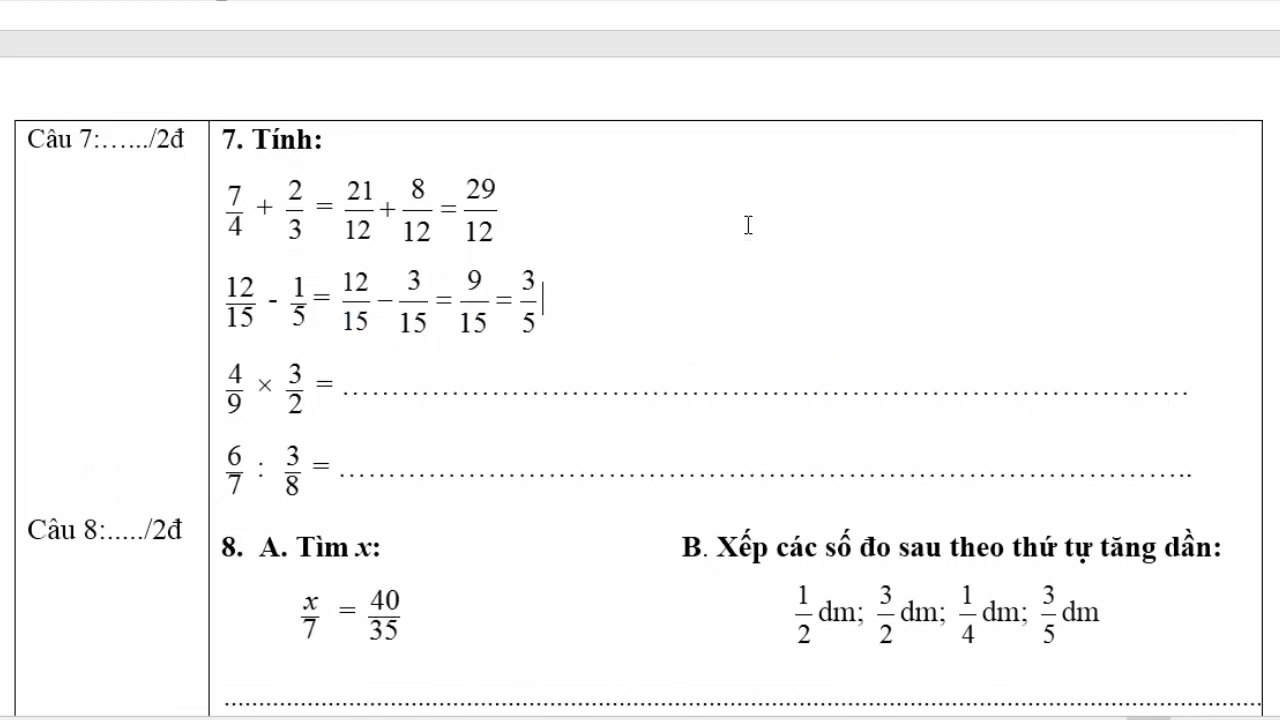 Câu 7:……/2đ
7. Tính:
7/4 + 2/3 = 21/12 + 8/12 = 29/12
12/15 - 1/5 = 12/15 − 3/15 = 9/15 = 3/5
4/9 × 3/2 = ……………………………………………………………………………
6/7 : 3/8 = …………………………………………………………………………….
Câu 8:...../2đ
8. A. Tìm x:
x/7 = 40/35
B. Xếp các số đo sau theo thứ tự tăng dần:
1/2 dm; 3/2 dm; 1/4 dm; 3/5 dm